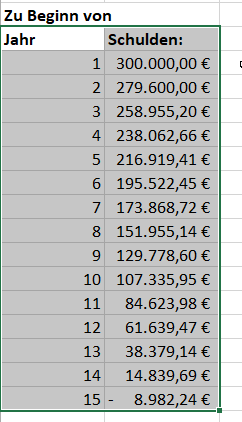 Zu Beginn von
Jahr Schulden:
1 300.000,00 €
2 279.600,00 €
3 258.955,20 €
4 238.062,66 €
5 216.919,41 €
6 195.522,45 €
7 173.868,72 €
8 151.955,14 €
9 129.778,60 €
10 107.335,95 €
11 84.623,98 €
12 61.639,47 €
13 38.379,14 €
14 14.839,69 €
15 - 8.982,24 €